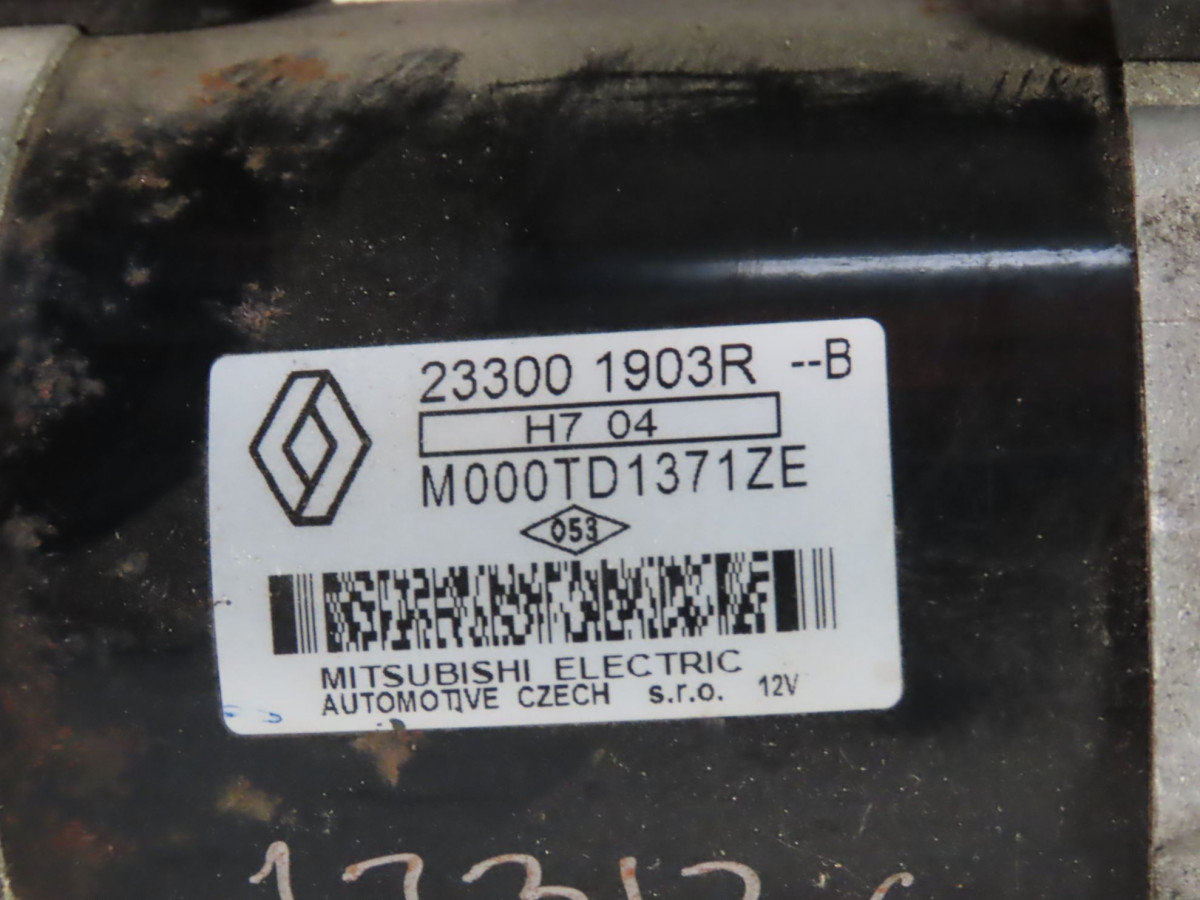 23300 1903R --B
H7 04
M000TD1371ZE
053
MITSUBISHI ELECTRIC
AUTOMOTIVE CZECH s.r.o. 12V